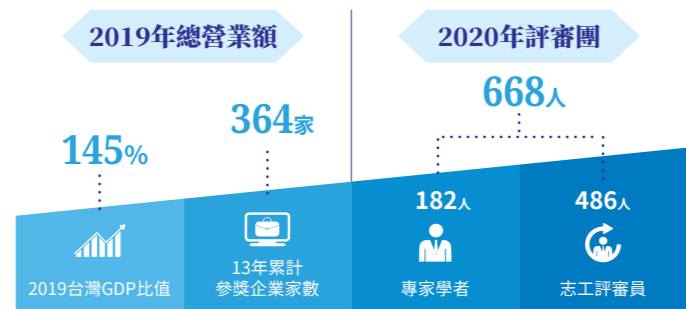 2019年總營業額
145%
2019台灣GDP比值
364家
13年累計
參獎企業家數
2020年評審團
668人
182人
專家學者
486人
志工評審員